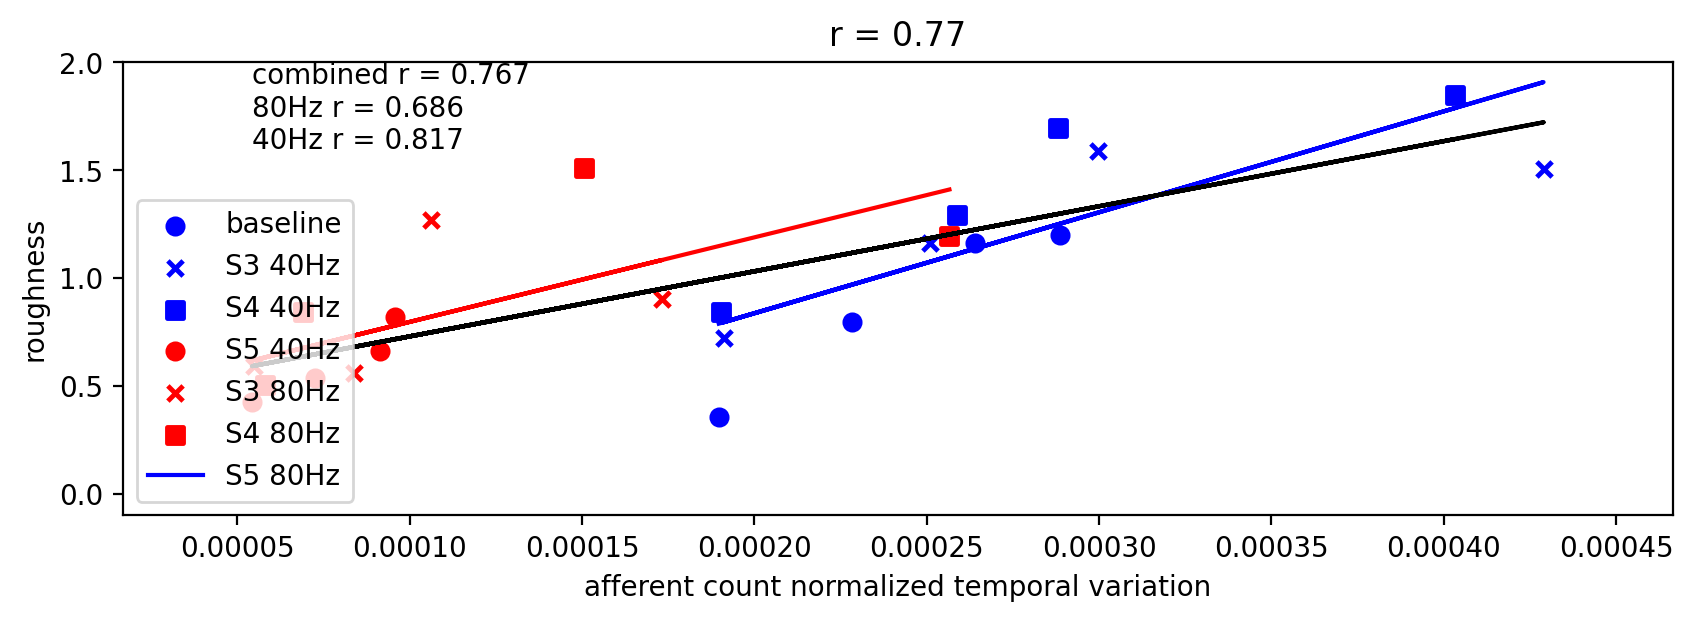 r = 0.77
combined r = 0.767
80Hz r = 0.686
40Hz r = 0.817
2.0
1.5
1.0
0.5
0.0
roughness
baseline
S3 40Hz
S4 40Hz
S5 40Hz
S3 80Hz
S4 80Hz
S5 80Hz
0.00005 0.00010 0.00015 0.00020 0.00025 0.00030 0.00035 0.00040 0.00045
afferent count normalized temporal variation